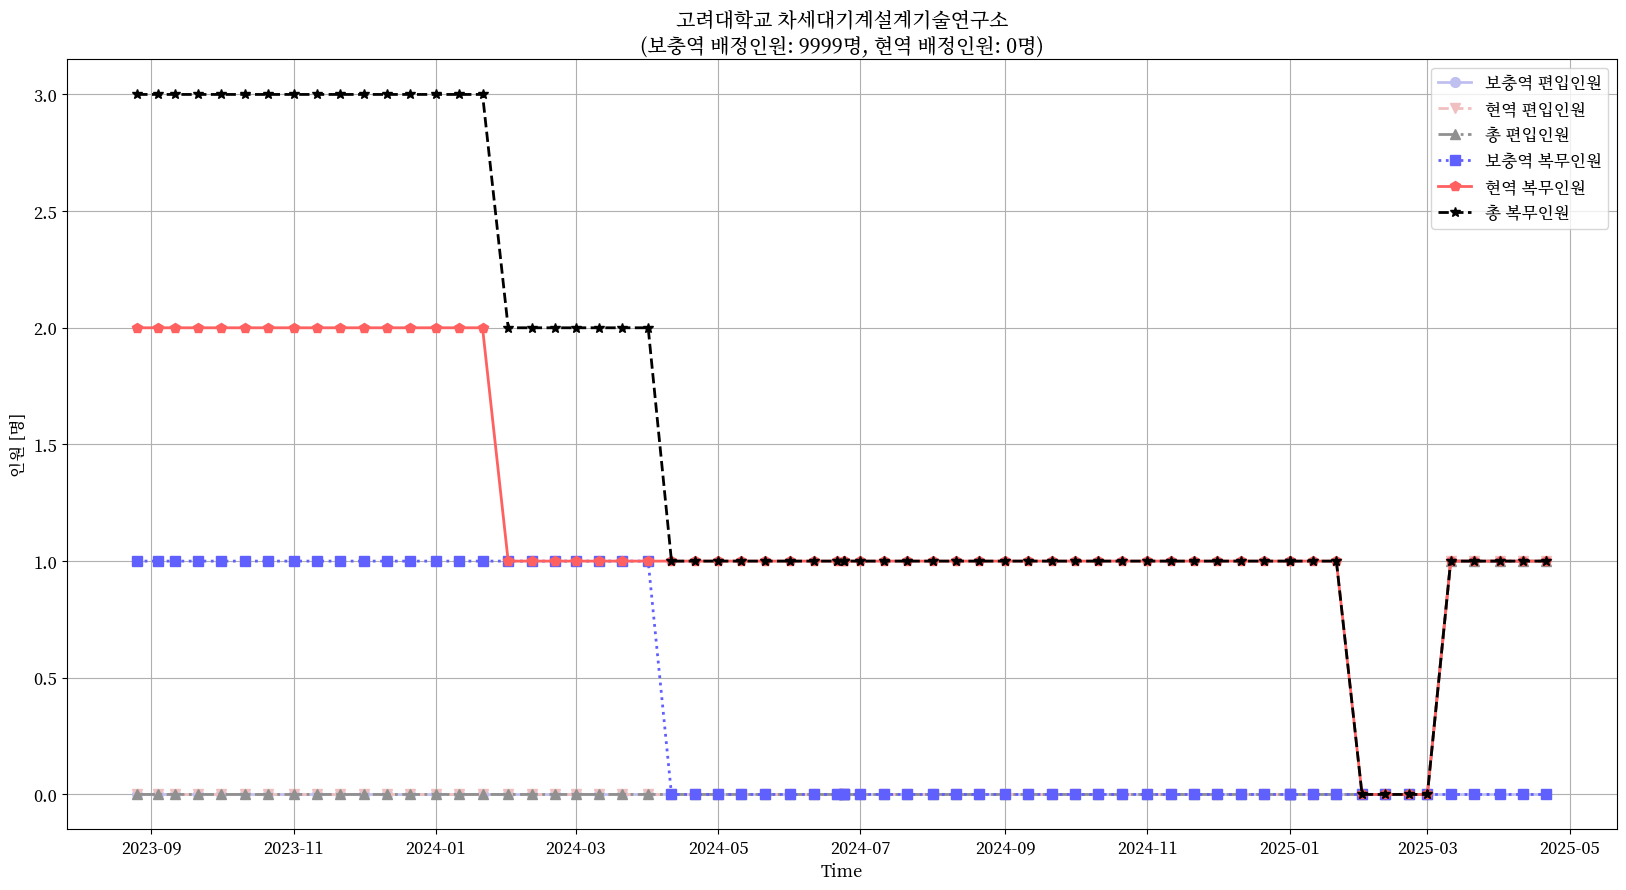 고려대학교 차세대기계설계기술연구소
(보충역 배정인원: 9999명, 현역 배정인원: 0명)
보충역 편입인원
현역 편입인원
총 편입인원
보충역 복무인원
현역 복무인원
총 복무인원
3.0
2.5
2.0
1.5
1.0
0.5
0.0
인원 [명]
2023-09 2023-11 2024-01 2024-03 2024-05 2024-07 2024-09 2024-11 2025-01 2025-03 2025-05
Time